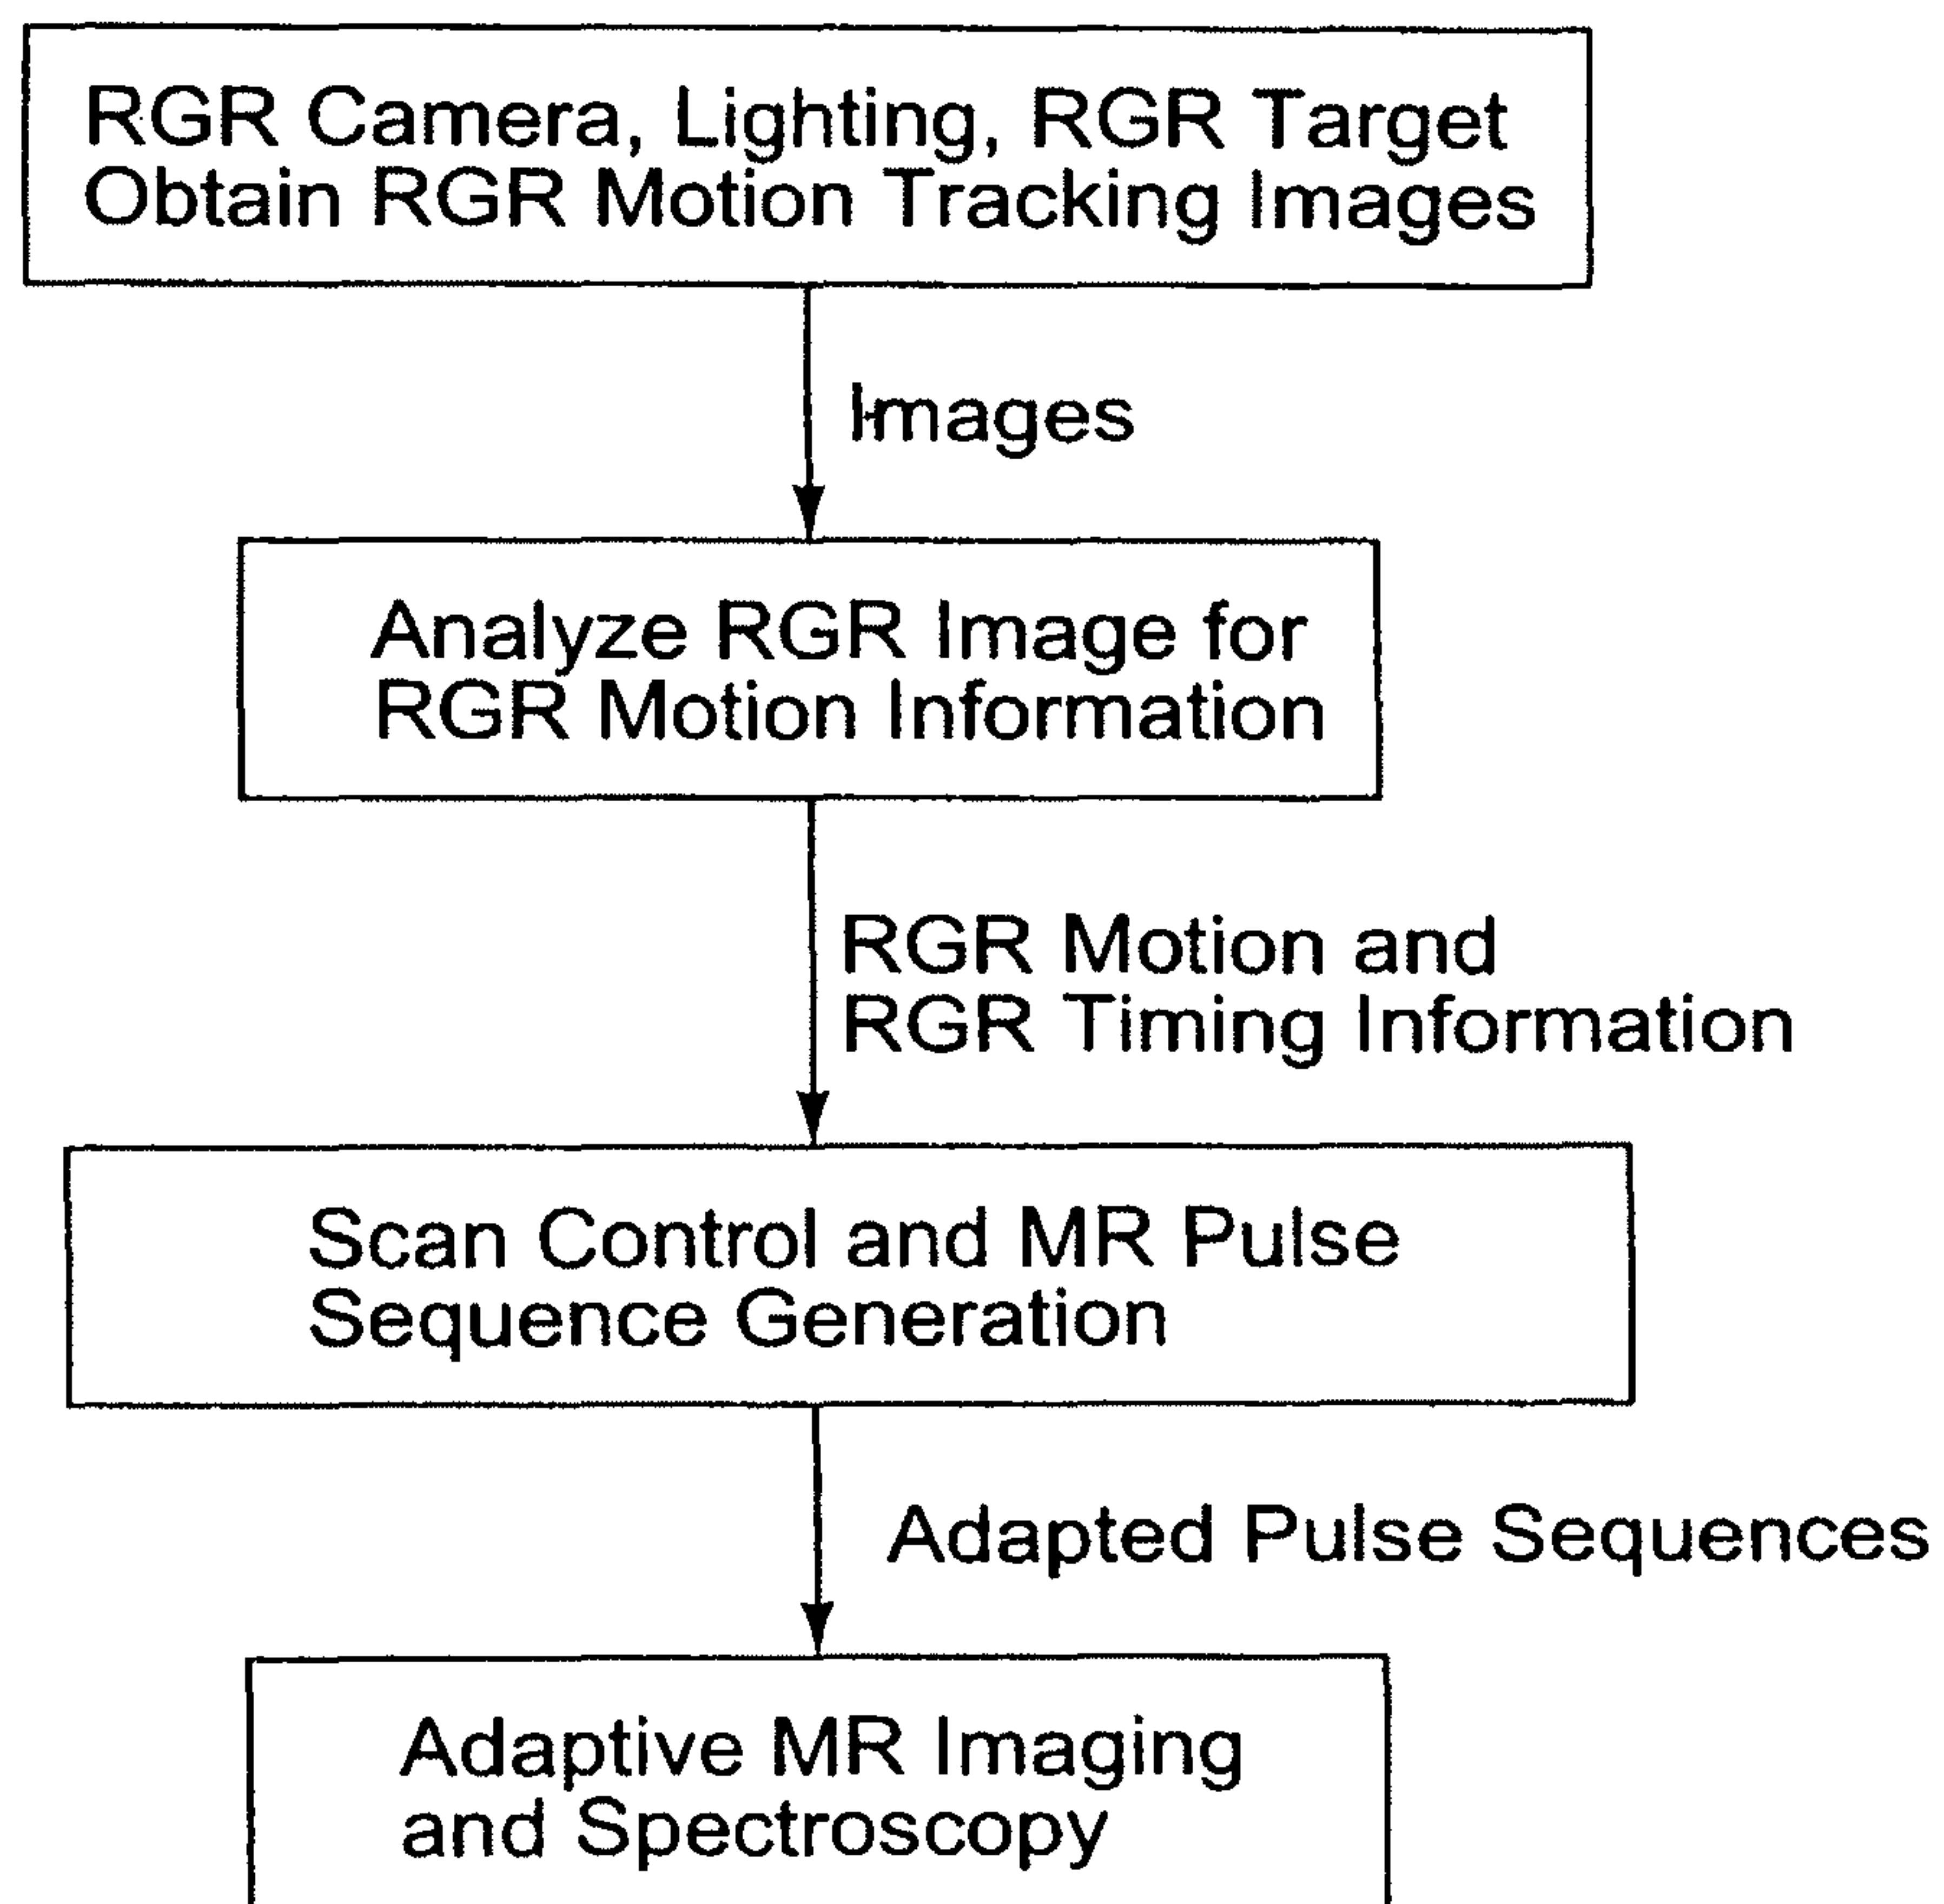 RGR Camera, Lighting, RGR Target
Obtain RGR Motion Tracking Images
Images
Analyze RGR Image for
RGR Motion Information
RGR Motion and
RGR Timing Information
Scan Control and MR Pulse
Sequence Generation
Adapted Pulse Sequences
Adaptive MR Imaging
and Spectroscopy